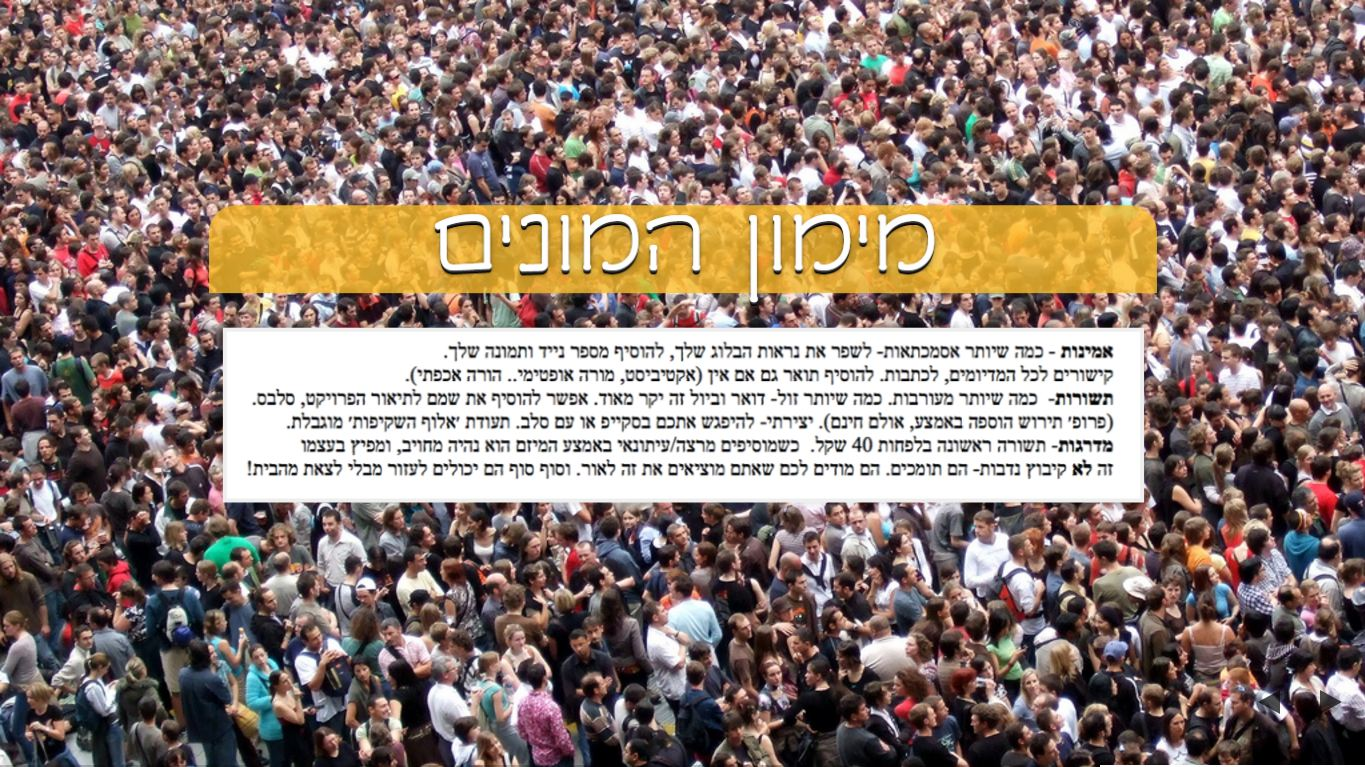 מימון המונים
אמינות - כמה שיותר אסמכתאות- לשפר את נראות הבלוג שלך, להוסיף מספר נייד ותמונה שלך.
קישורים לכל המדיומים, לכתבות. להוסיף תואר גם אם אין (אקטיביסט, מורה אופטימי.. הורה אכפתי).
תשורות- כמה שיותר מעורבות. כמה שיותר זול- דואר וביול זה יקר מאוד. אפשר להוסיף את שמם לתיאור הפרויקט, סלבס.
(פרופ׳ תירוש הוספה באמצע, אולם חינם). יצירתי- להיפגש אתכם בסקייפ או עם סלב. תעודת ׳אלוף השקיפות׳ מוגבלת.
מדרגות- תשורה ראשונה בלפחות 40 שקל. כשמוסיפים מרצה/עיתונאי באמצע המיזם הוא נהיה מחויב, ומפיץ בעצמו
זה לא קיבוץ נדבות- הם תומכים. הם מודים לכם שאתם מוציאים את זה לאור. וסוף סוף הם יכולים לעזור מבלי לצאת מהבית!